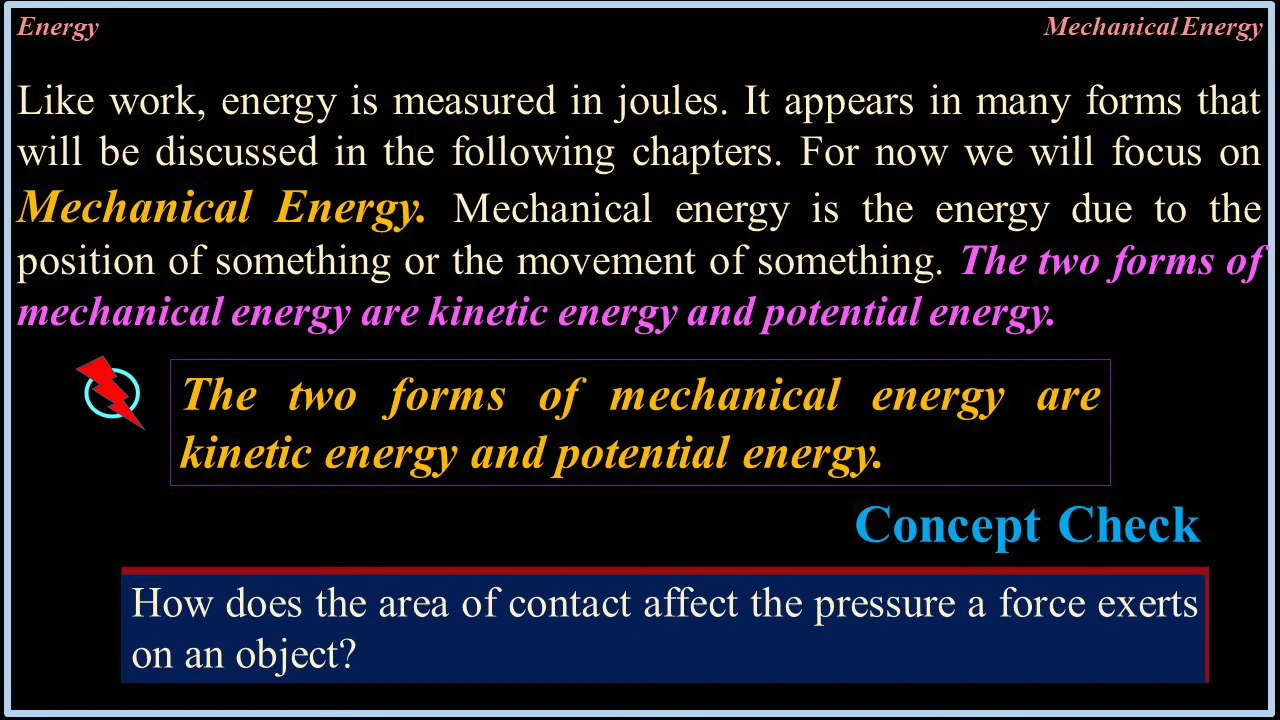 Energy
Mechanical Energy
Like work, energy is measured in joules. It appears in many forms that
will be discussed in the following chapters. For now we will focus on
Mechanical Energy. Mechanical energy is the energy due to the
position of something or the movement of something. The two forms of
mechanical energy are kinetic energy and potential energy.
The two forms of mechanical energy are
kinetic energy and potential energy.
Concept Check
How does the area of contact affect the pressure a force exerts
on an object?